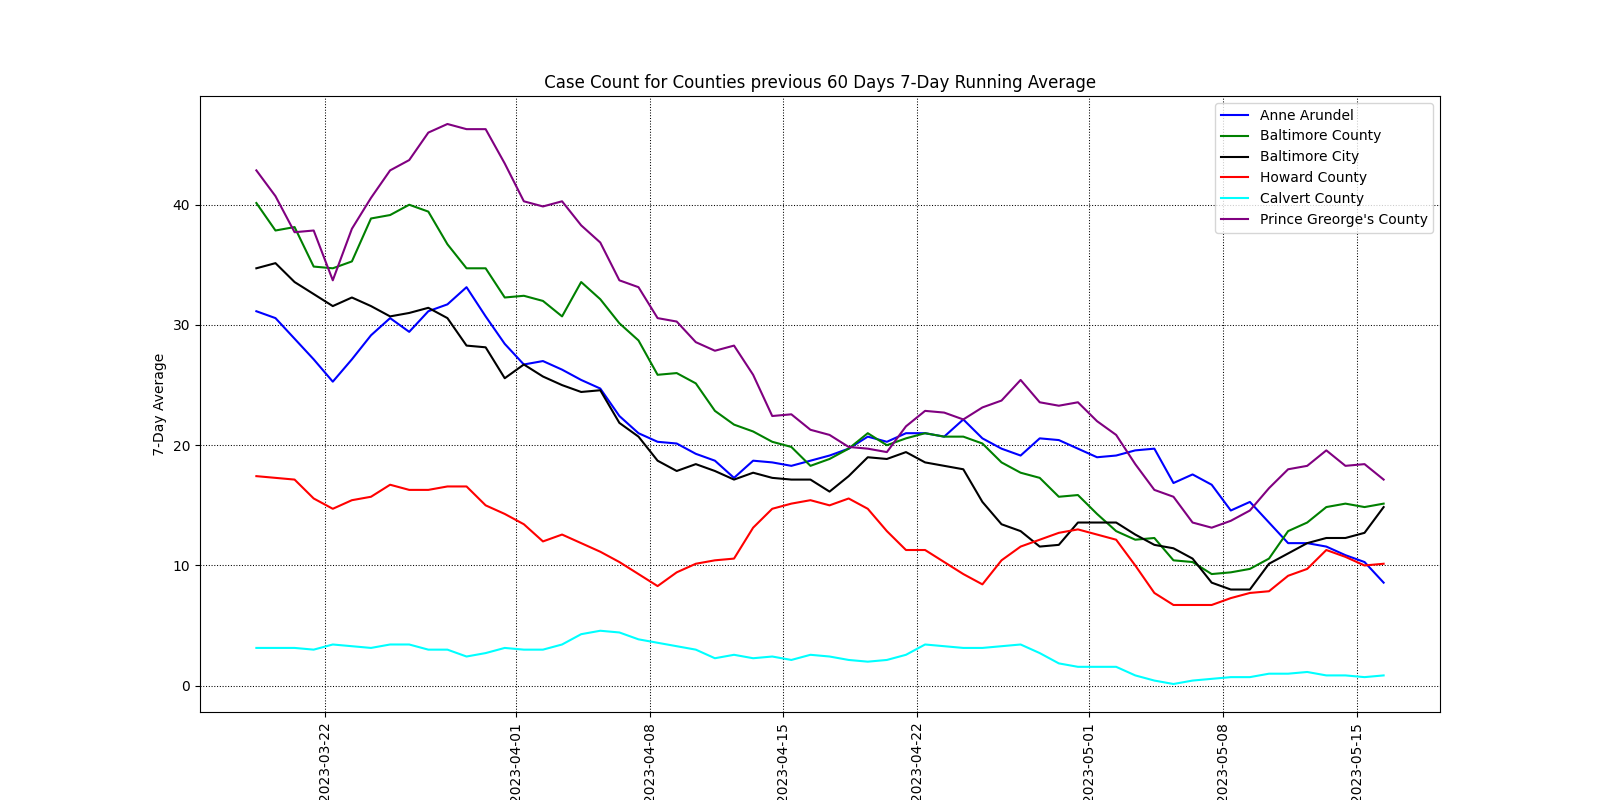 Case Count for Counties previous 60 Days 7-Day Running Average
Anne Arundel
Baltimore County
Baltimore City
Howard County
Calvert County
Prince Greorge's County
7-Day Average
40
30
20
10
0
2023-03-22
2023-04-01
2023-04-08
2023-04-15
2023-04-22
2023-05-01
2023-05-08
2023-05-15